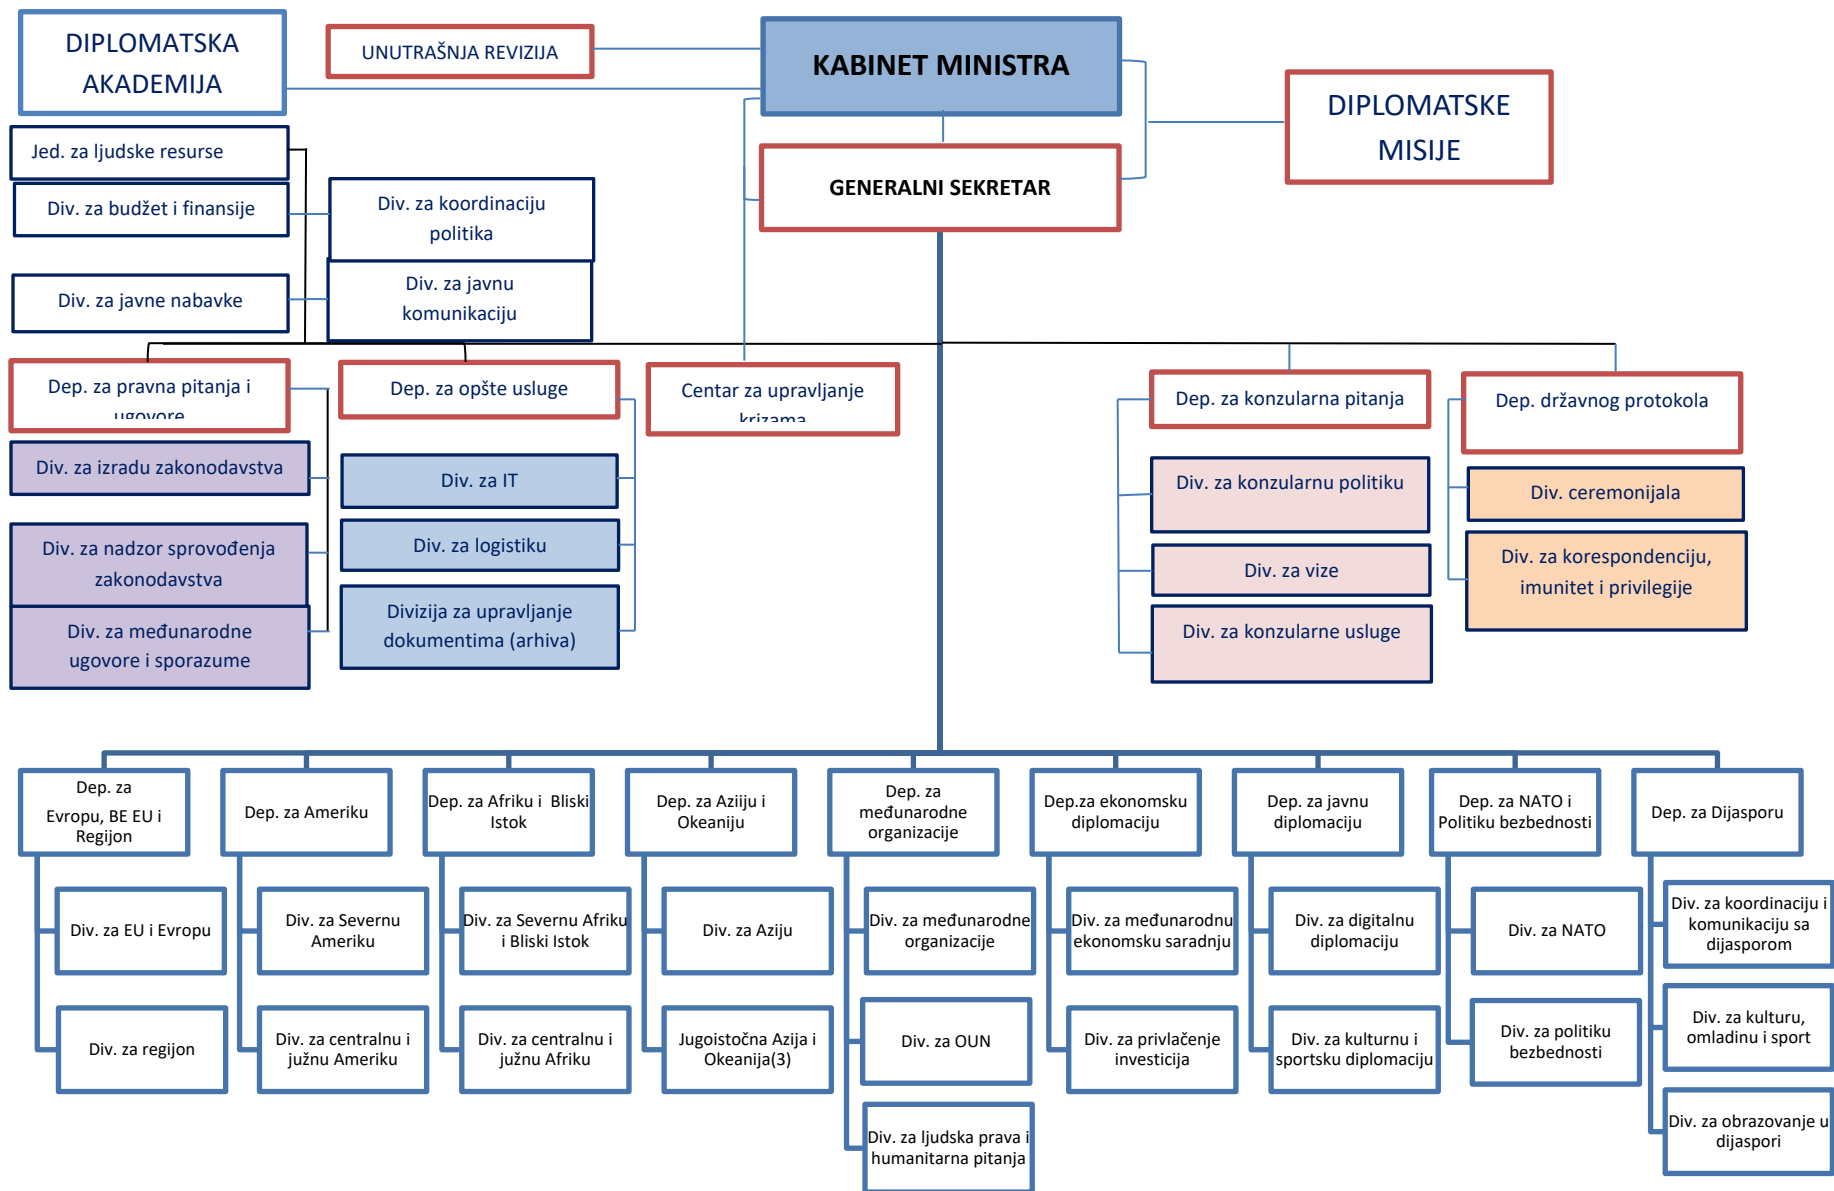 DIPLOMATSKA
AKADEMIJA
UNUTRAŠNJA REVIZIJA
KABINET MINISTRA
DIPLOMATSKE
MISIJE
GENERALNI SEKRETAR
Jed. za ljudske resurse
Div. za budžet i finansije
Div. za koordinaciju
politika
Div. za javne nabavke
Div. za javnu
komunikaciju
Dep. za pravna pitanja i
ugovore
Dep. za opšte usluge
Centar za upravljanje
krizama
Dep. za konzularna pitanja
Dep. državnog protokola
Div. za izradu zakonodavstva
Div. za nadzor sprovođenja
zakonodavstva
Div. za međunarodne
ugovore i sporazume
Div. za IT
Div. za logistiku
Divizija za upravljanje
dokumentima (arhiva)
Div. za konzularnu politiku
Div. za vize
Div. za konzularne usluge
Div. ceremonijala
Div. za korespondenciju,
imunitet i privilegije
Dep. za
Evropu, BE EU i
Regijon
Dep. za Ameriku
Dep. za Afriku i Bliski
Istok
Dep. za Aziiju i
Okeaniju
Dep. za
međunarodne
organizacije
Dep.za ekonomsku
diplomaciju
Dep. za javnu
diplomaciju
Dep. za NATO i
Politiku bezbednosti
Dep. za Dijasporu
Div. za EU i Evropu
Div. za Severnu
Ameriku
Div. za Severnu Afriku
i Bliski Istok
Div. za Aziju
Div. za međunarodne
organizacije
Div. za međunarodnu
ekonomsku saradnju
Div. za digitalnu
diplomaciju
Div. za NATO
Div. za koordinaciju i
komunikaciju sa
dijasporom
Div. za regijon
Div. za centralnu i
južnu Ameriku
Div. za centralnu i
južnu Afriku
Jugoistočna Azija i
Okeanija(3)
Div. za OUN
Div. za privlačenje
investicija
Div. za kulturnu i
sportsku diplomaciju
Div. za politiku
bezbednosti
Div. za kulturu,
omladinu i sport
Div. za ljudska prava i
humanitarna pitanja
Div. za obrazovanje u
dijaspori